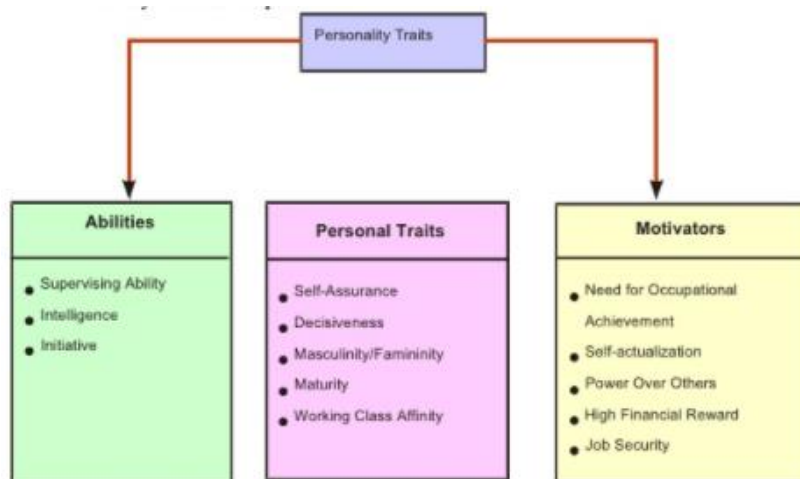 Personality Traits
Abilities
Supervising Ability
Intelligence
Initiative
Personal Traits
Self-Assurance
Decisiveness
Masculinity/Famininity
Maturity
Working Class Affinity
Motivators
Need for Occupational
Achievement
Self-actualization
Power Over Others
High Financial Reward
Job Security